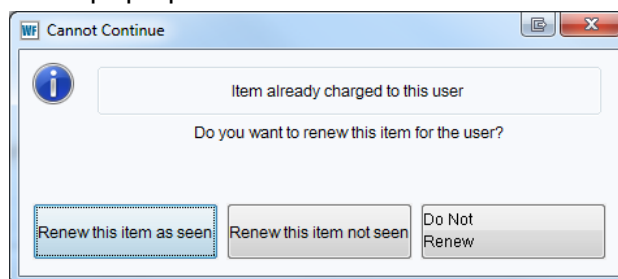 WF Cannot Continue
Item already charged to this user
Do you want to renew this item for the user?
Renew this item as seen
Renew this item not seen
Do Not
Renew